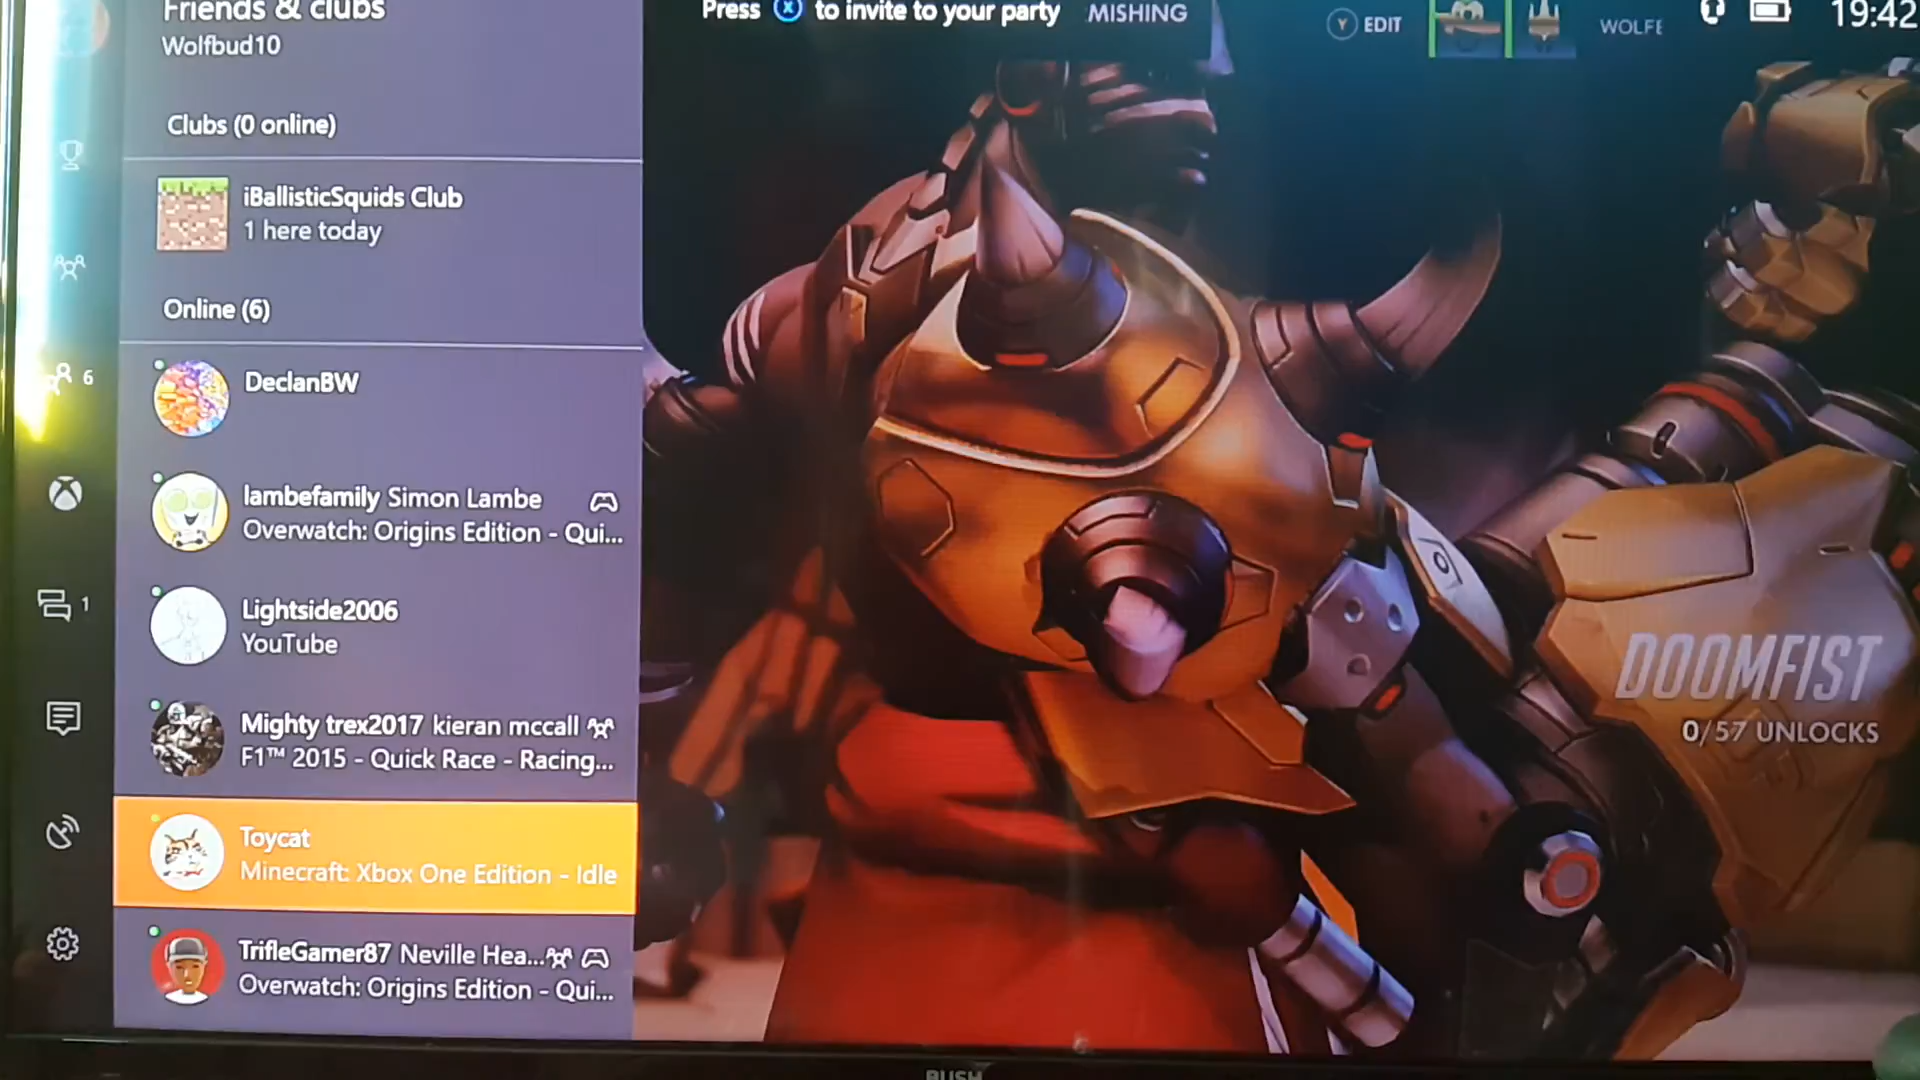 Friends & clubs
Wolfbud10
Clubs (0 online)
iBallisticSquids Club
1 here today
Online (6)
DeclanBW
lambefamily Simon Lambe
Overwatch: Origins Edition - Qui...
Lightside2006
YouTube
Mighty trex2017 kieran mccall
F1™ 2015 - Quick Race - Racing...
Toycat
Minecraft: Xbox One Edition - Idle
TrifleGamer87 Neville Hea...
Overwatch: Origins Edition - Qui...
6
1
Press X to invite to your party
MISHING
Y EDIT
WOLFE
19:42
DOOMFIST
0/57 UNLOCKS
BUSH